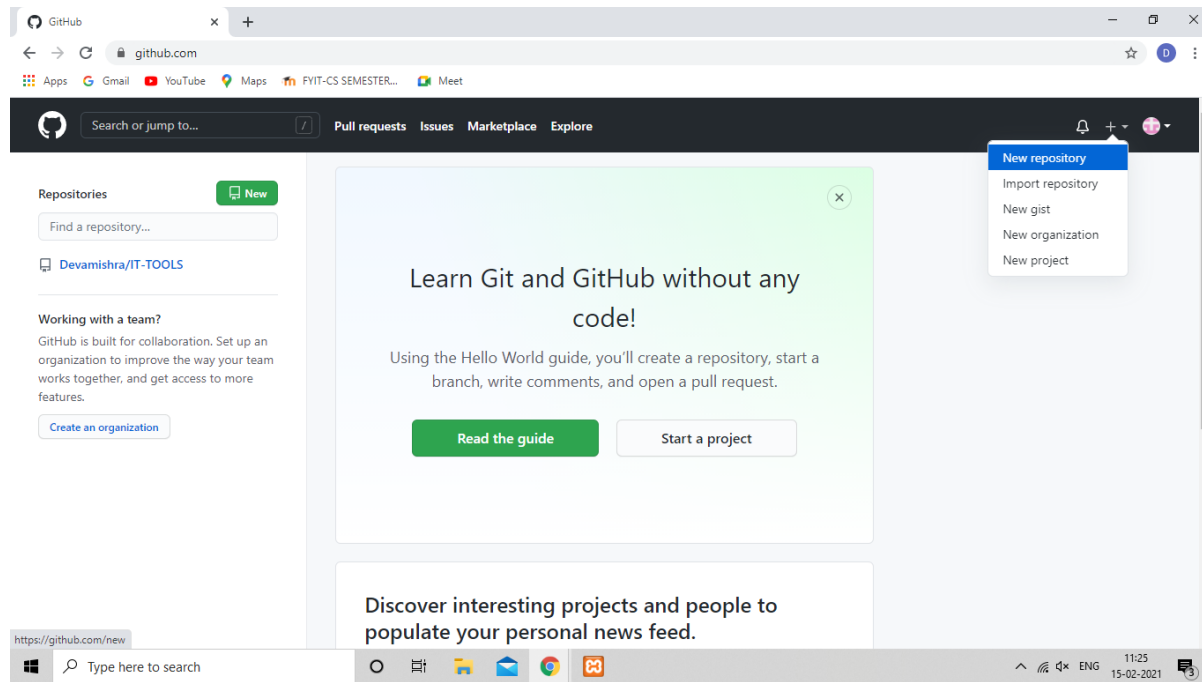 GitHub
github.com
D
Apps Gmail YouTube Maps FYIT-CS SEMESTER... Meet
Search or jump to... / Pull requests Issues Marketplace Explore
New repository
Import repository
New gist
New organization
New project
Repositories New
Find a repository...
Devamishra/IT-TOOLS
Working with a team?
GitHub is built for collaboration. Set up an
organization to improve the way your team
works together, and get access to more
features.
Create an organization
Learn Git and GitHub without any
code!
Using the Hello World guide, you'll create a repository, start a
branch, write comments, and open a pull request.
Read the guide Start a project
Discover interesting projects and people to
populate your personal news feed.
https://github.com/new
Type here to search
ENG
11:25
15-02-2021
3